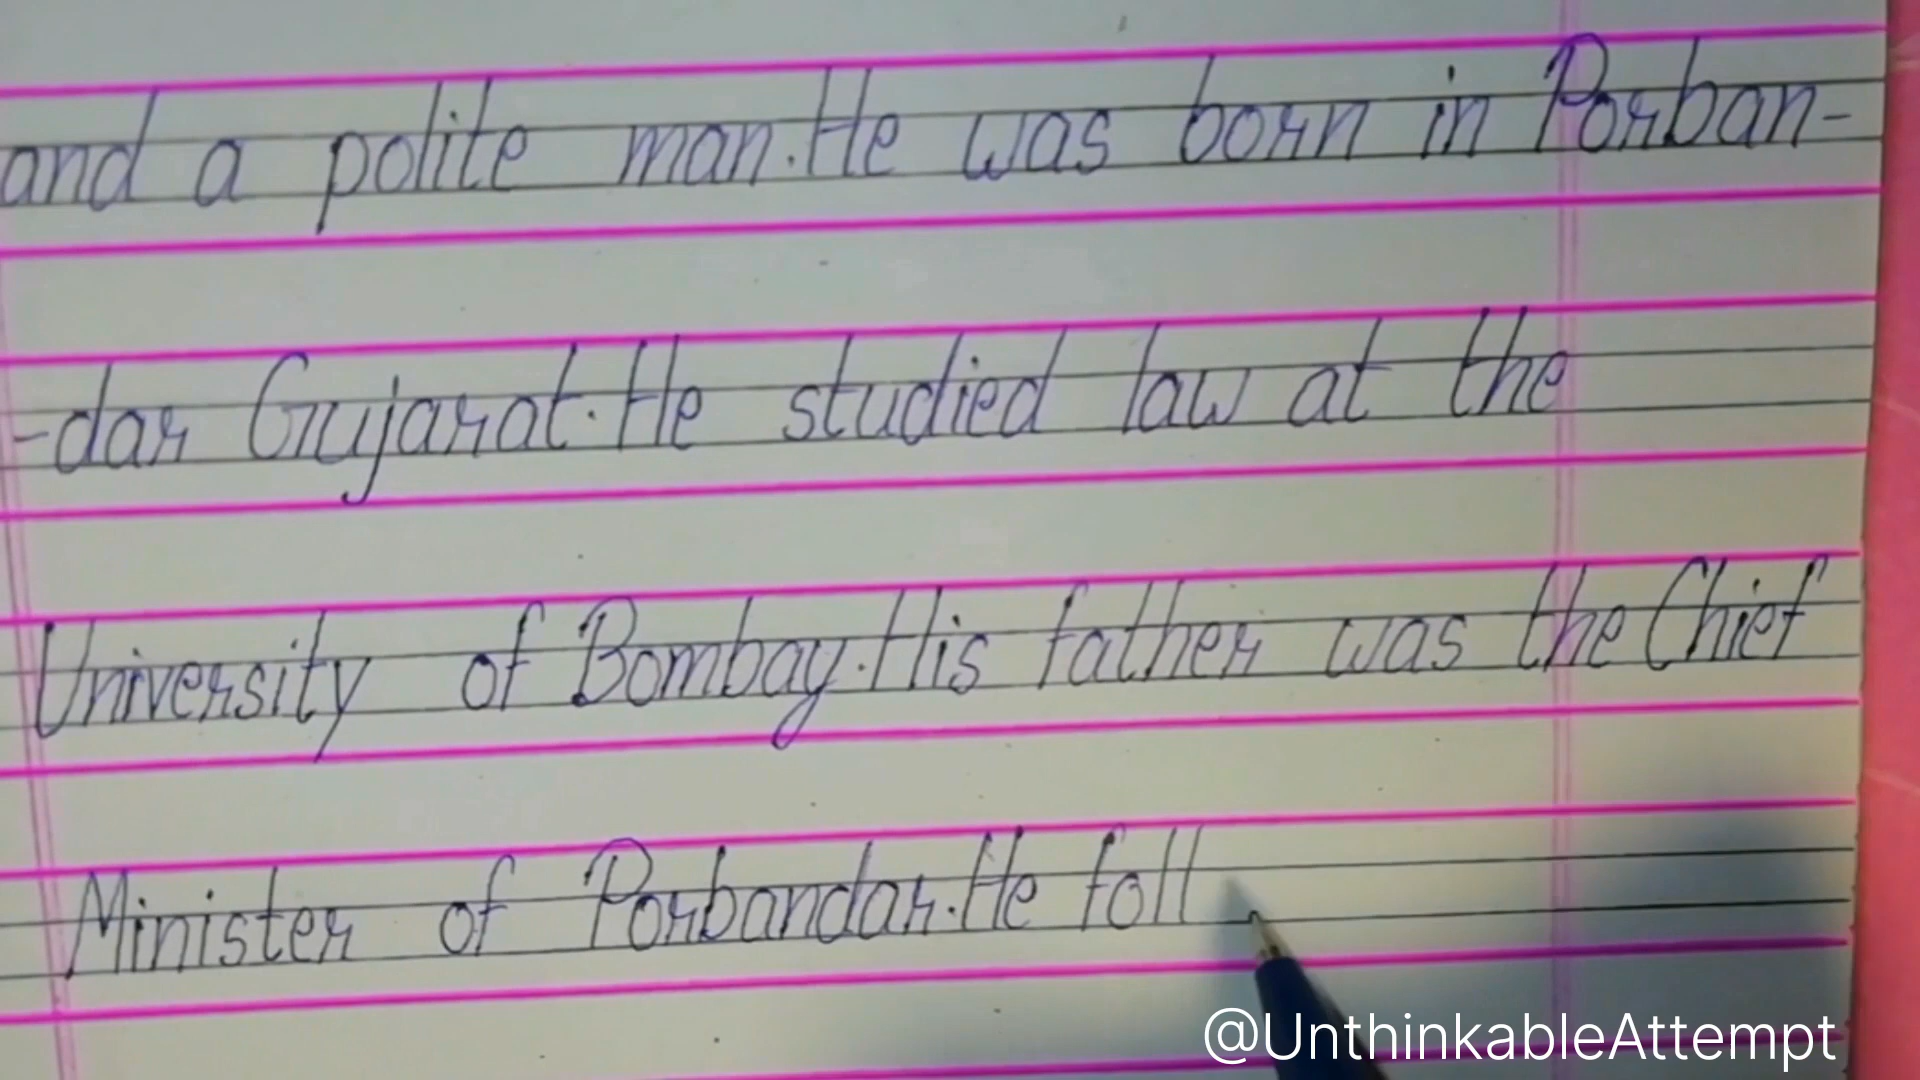 and a polite man. He was born in Porban-
-dar Gujarat. He studied law at the
University of Bombay. His father was the Chief
Minister of Porbandar. He foll
@UnthinkableAttempt